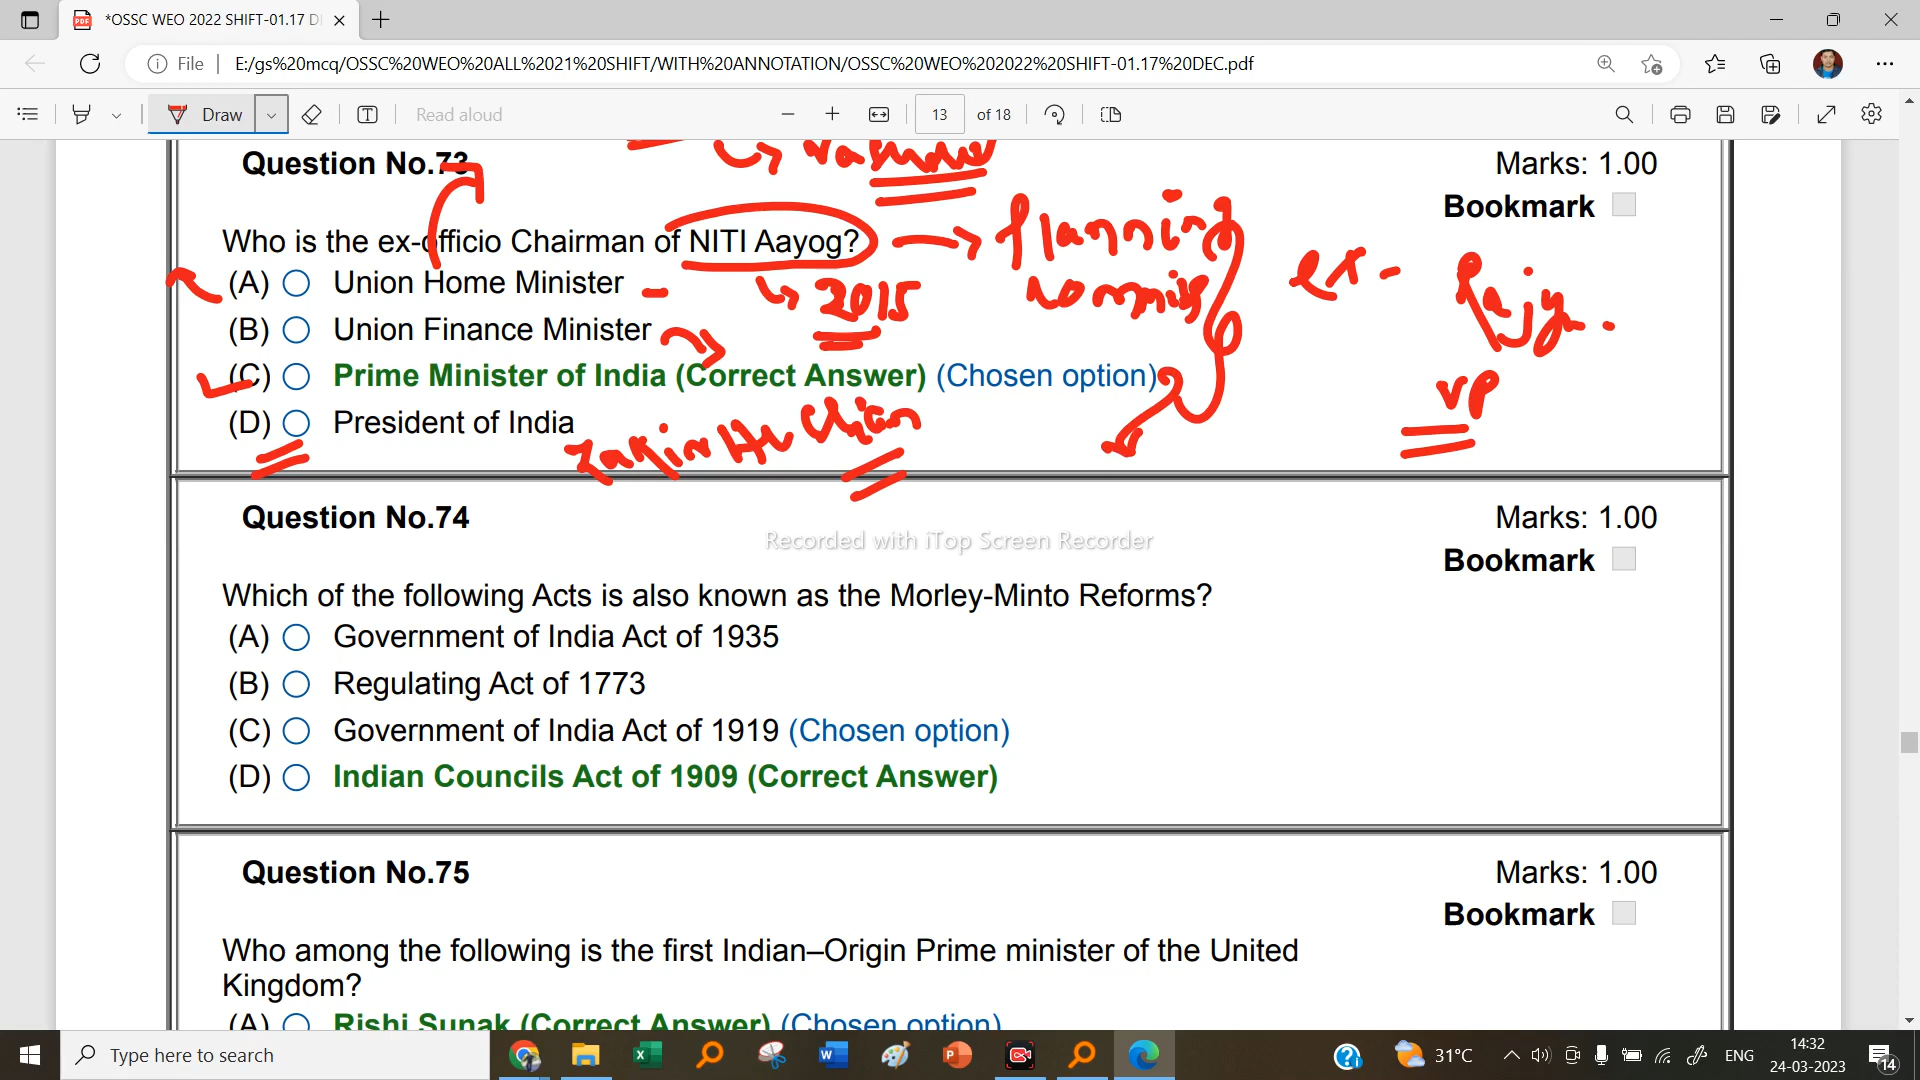 *OSSC WEO 2022 SHIFT-01.17 D
File
E:/gs%20mcq/OSSC%20WEO%20ALL%2021%20SHIFT/WITH%20ANNOTATION/OSSC%20WEO%202022%20SHIFT-01.17%20DEC.pdf
Draw
Read aloud
13 of 18
Question No.73
Marks: 1.00
Bookmark
Who is the ex-officio Chairman of NITI Aayog?
Planning
ex-
(A) Union Home Minister
2015
(B) Union Finance Minister
(C) Prime Minister of India (Correct Answer) (Chosen option)
VP
(D) President of India
Question No.74
Marks: 1.00
Recorded with iTop Screen Recorder
Bookmark
Which of the following Acts is also known as the Morley-Minto Reforms?
(A) Government of India Act of 1935
(B) Regulating Act of 1773
(C) Government of India Act of 1919 (Chosen option)
(D) Indian Councils Act of 1909 (Correct Answer)
Question No.75
Marks: 1.00
Bookmark
Who among the following is the first Indian–Origin Prime minister of the United
Kingdom?
(A) Rishi Sunak (Correct Answer) (Chosen option)
Type here to search
31°C
ENG
14:32
24-03-2023
14